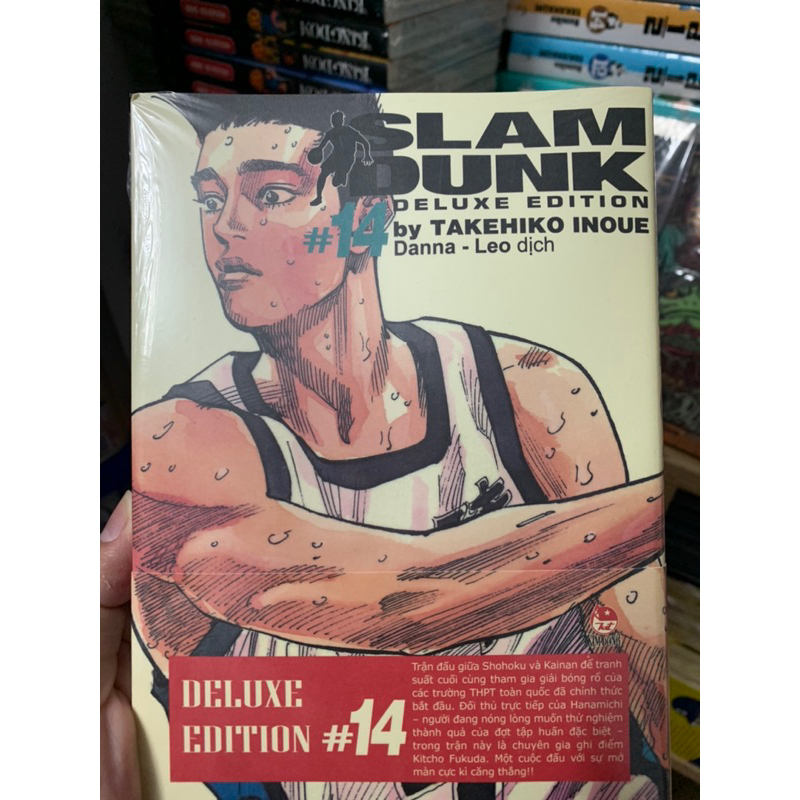 KINGDOM
KINGDOM
KINGDOM
KINGDOM
SLAM
DUNK
DELUXE EDITION
#14
by TAKEHIKO INOUE
Danna - Leo dịch
DELUXE
EDITION #14
Trận đấu giữa Shohoku và Kainan để tranh
suất cuối cùng tham gia giải bóng rổ của
các trường THPT toàn quốc đã chính thức
bắt đầu. Đối thủ trực tiếp của Hanamichi
– người đang nóng lòng muốn thử nghiệm
thành quả của đợt tập huấn đặc biệt –
trong trận này là chuyên gia ghi điểm
Kitcho Fukuda. Một cuộc đấu với sự mở
màn cực kì căng thẳng!!